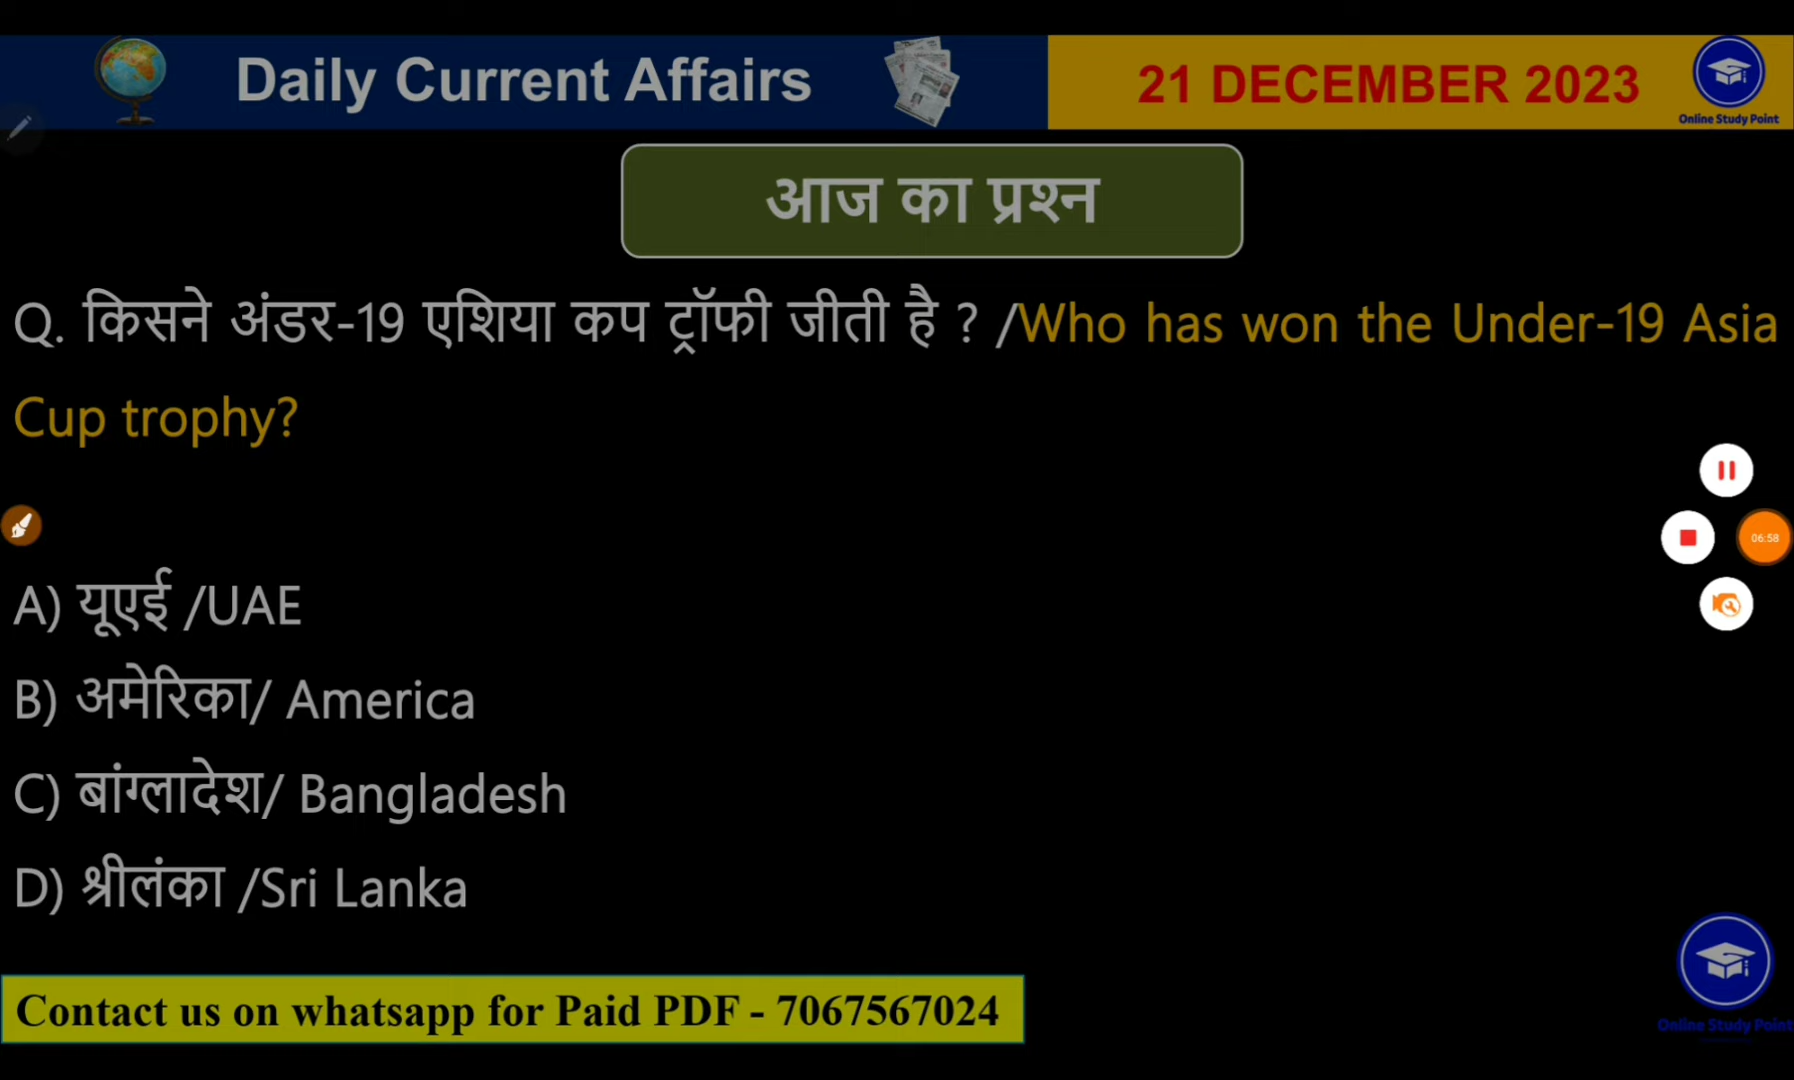 Daily Current Affairs
21 DECEMBER 2023
Online Study Point
आज का प्रश्न
Q. किसने अंडर-19 एशिया कप ट्रॉफी जीती है ? /Who has won the Under-19 Asia
Cup trophy?
06:58
A) यूएई /UAE
B) अमेरिका/ America
C) बांग्लादेश/ Bangladesh
D) श्रीलंका /Sri Lanka
Contact us on whatsapp for Paid PDF - 7067567024
Online Study Point